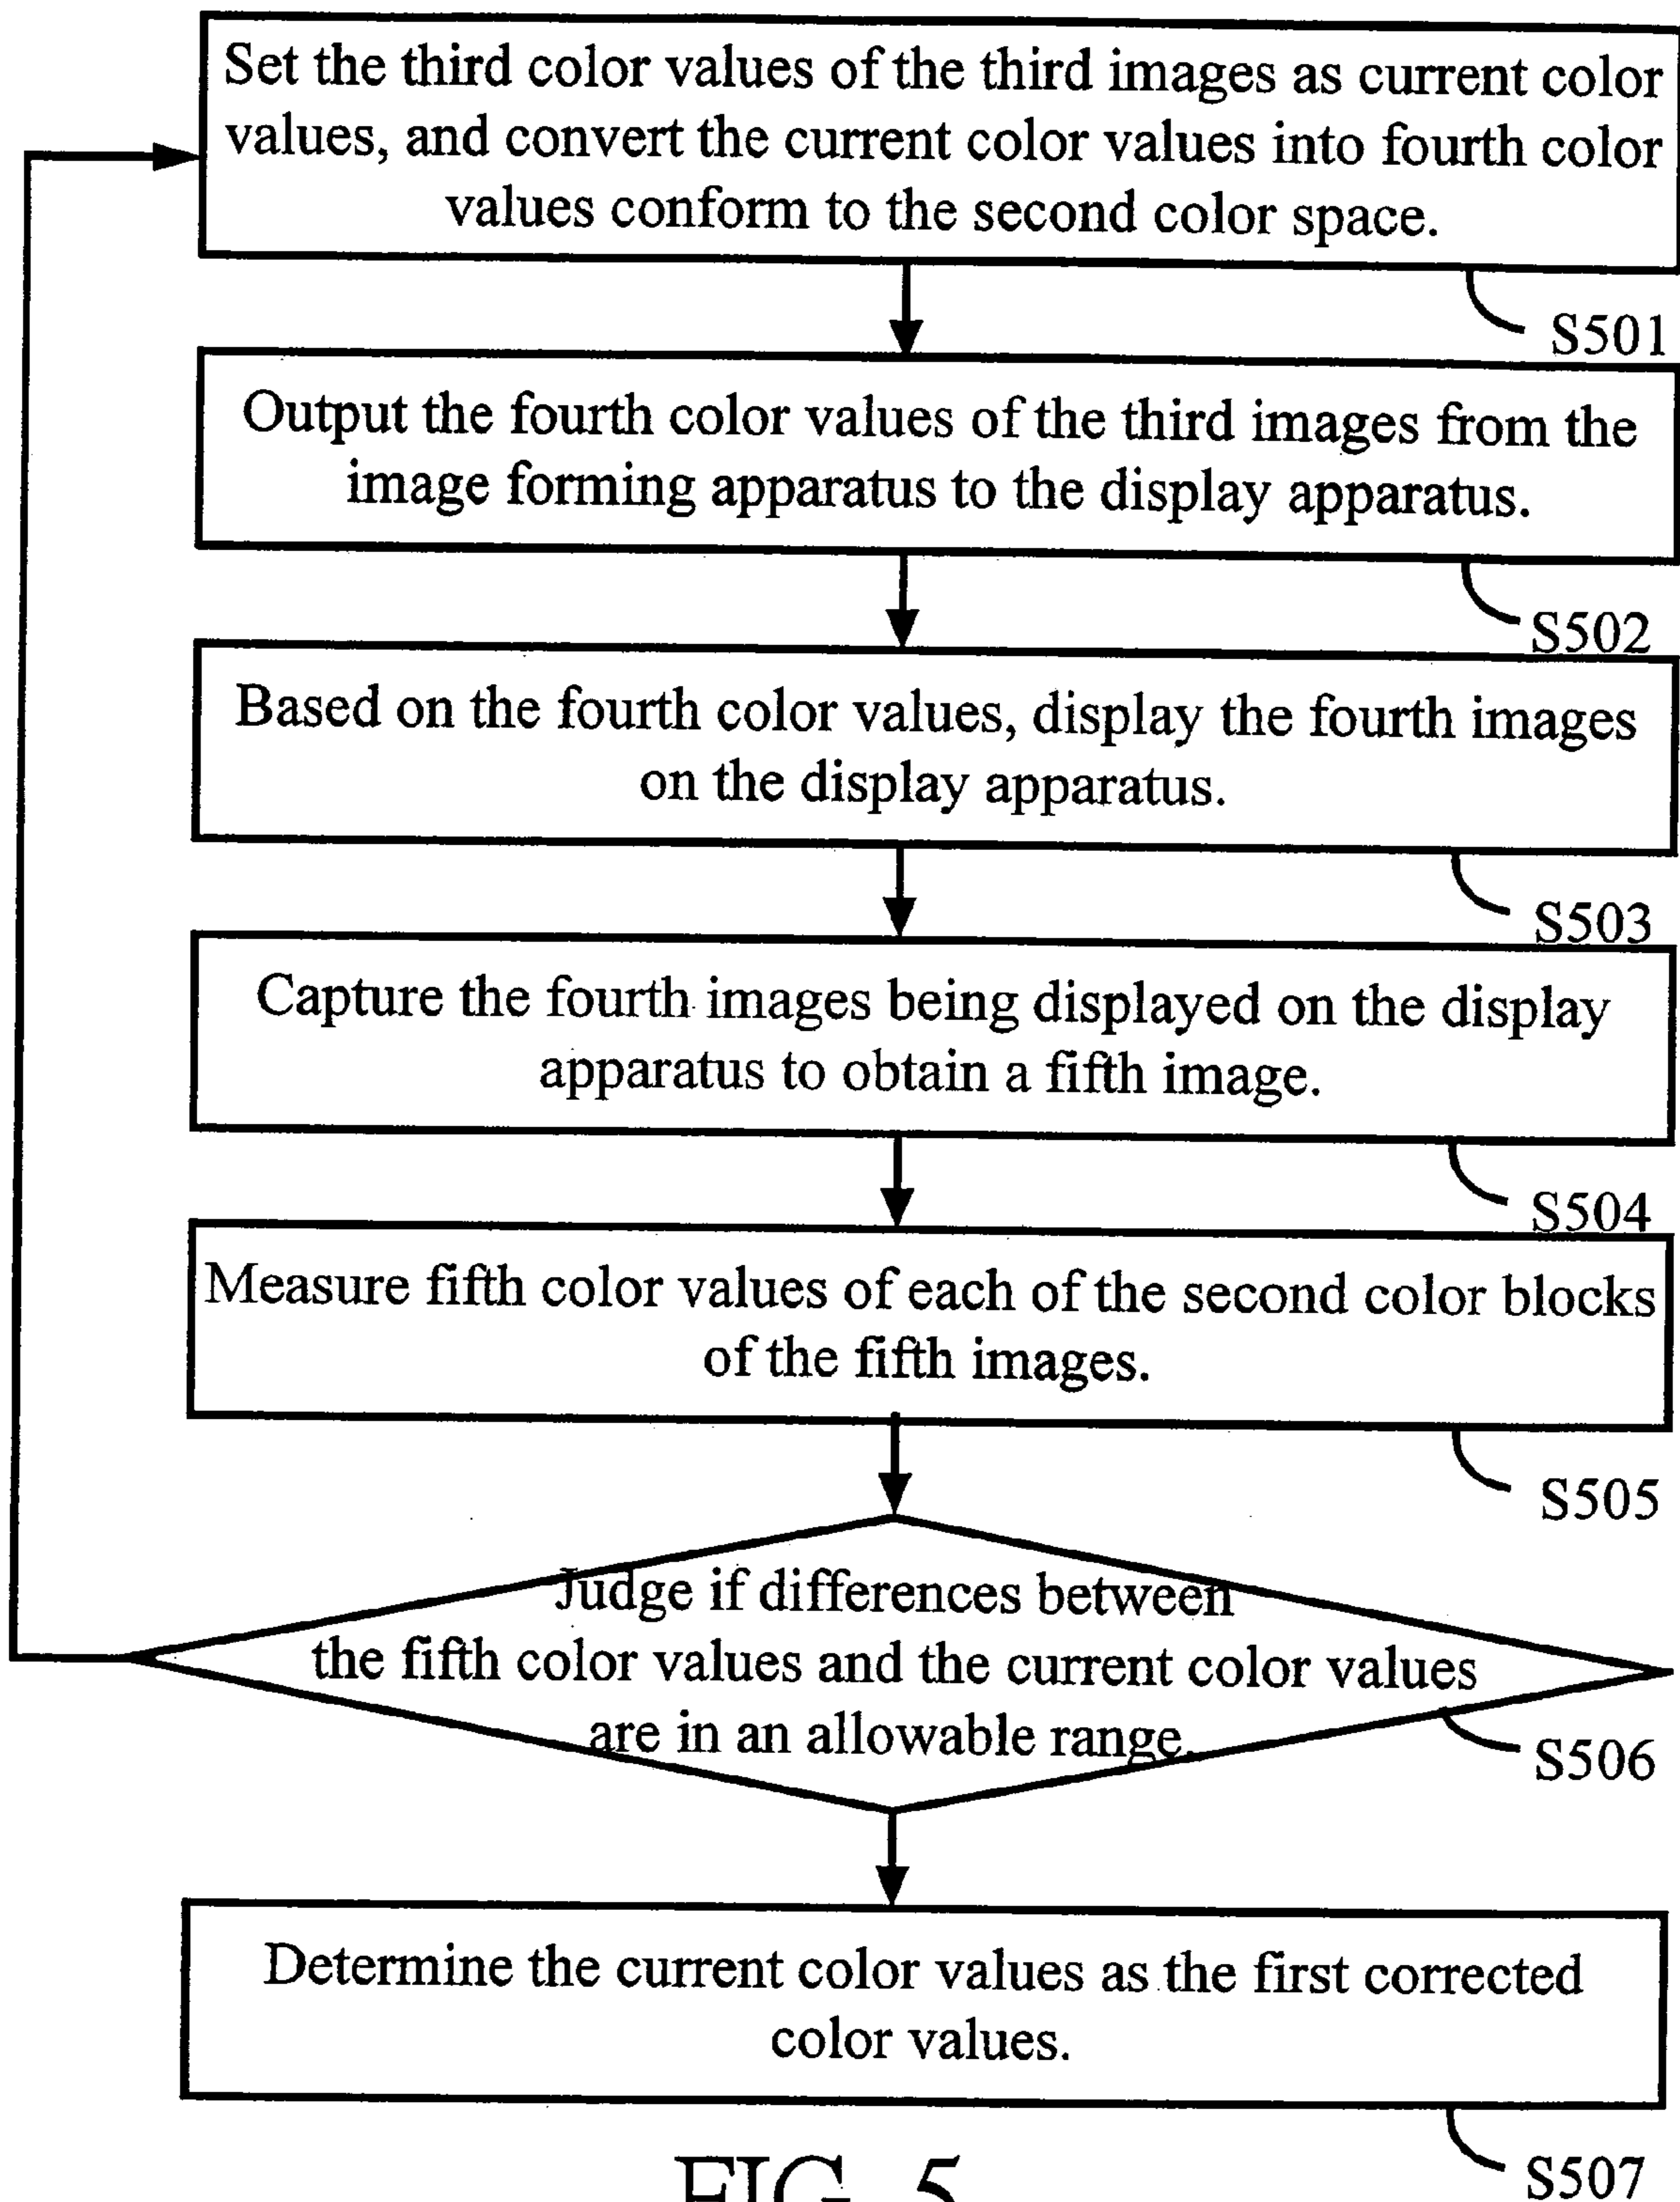 Set the third color values of the third images as current color
values, and convert the current color values into fourth color
values conform to the second color space.
S501
Output the fourth color values of the third images from the
image forming apparatus to the display apparatus.
S502
Based on the fourth color values, display the fourth images
on the display apparatus.
S503
Capture the fourth images being displayed on the display
apparatus to obtain a fifth image.
S504
Measure fifth color values of each of the second color blocks
of the fifth images.
S505
Judge if differences between
the fifth color values and the current color values
are in an allowable range.
S506
Determine the current color values as the first corrected
color values.
S507
FIG. 5